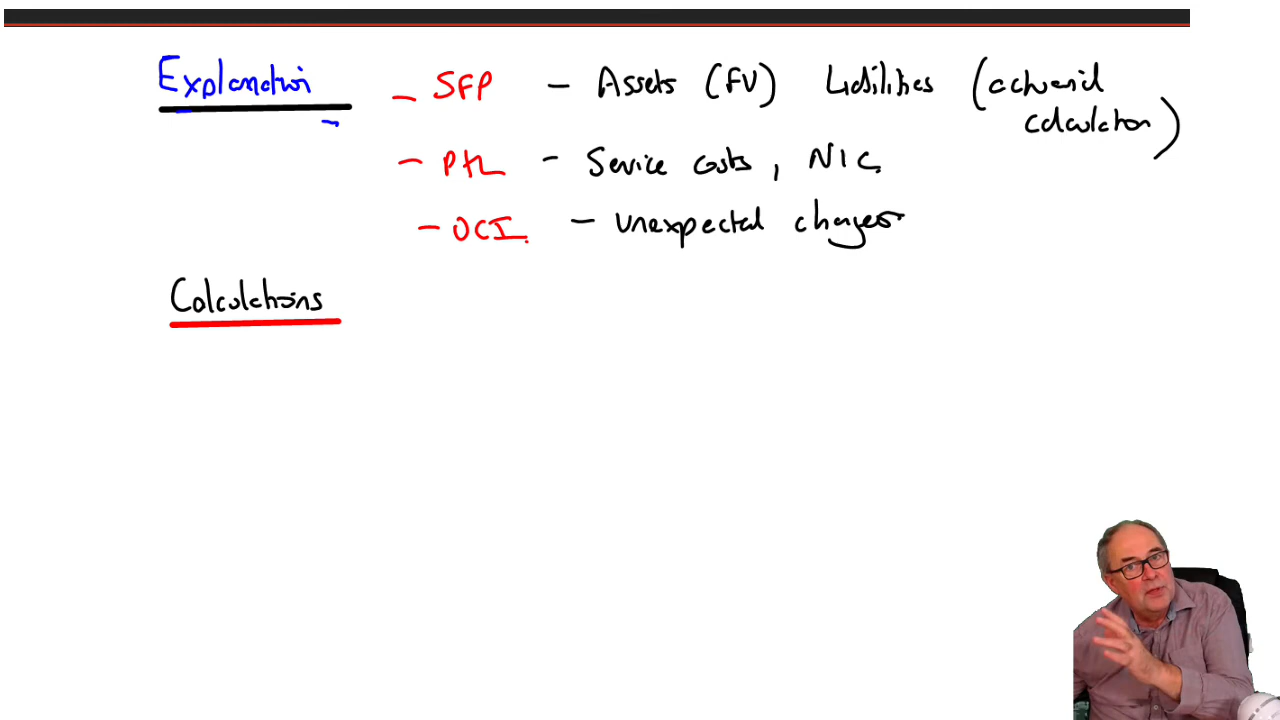 Explanation - SFP - Assets (FV) Liabilities (actuarial
calculation)
- P+L - Service costs, NIC
- OCI - unexpected changes
Calculations